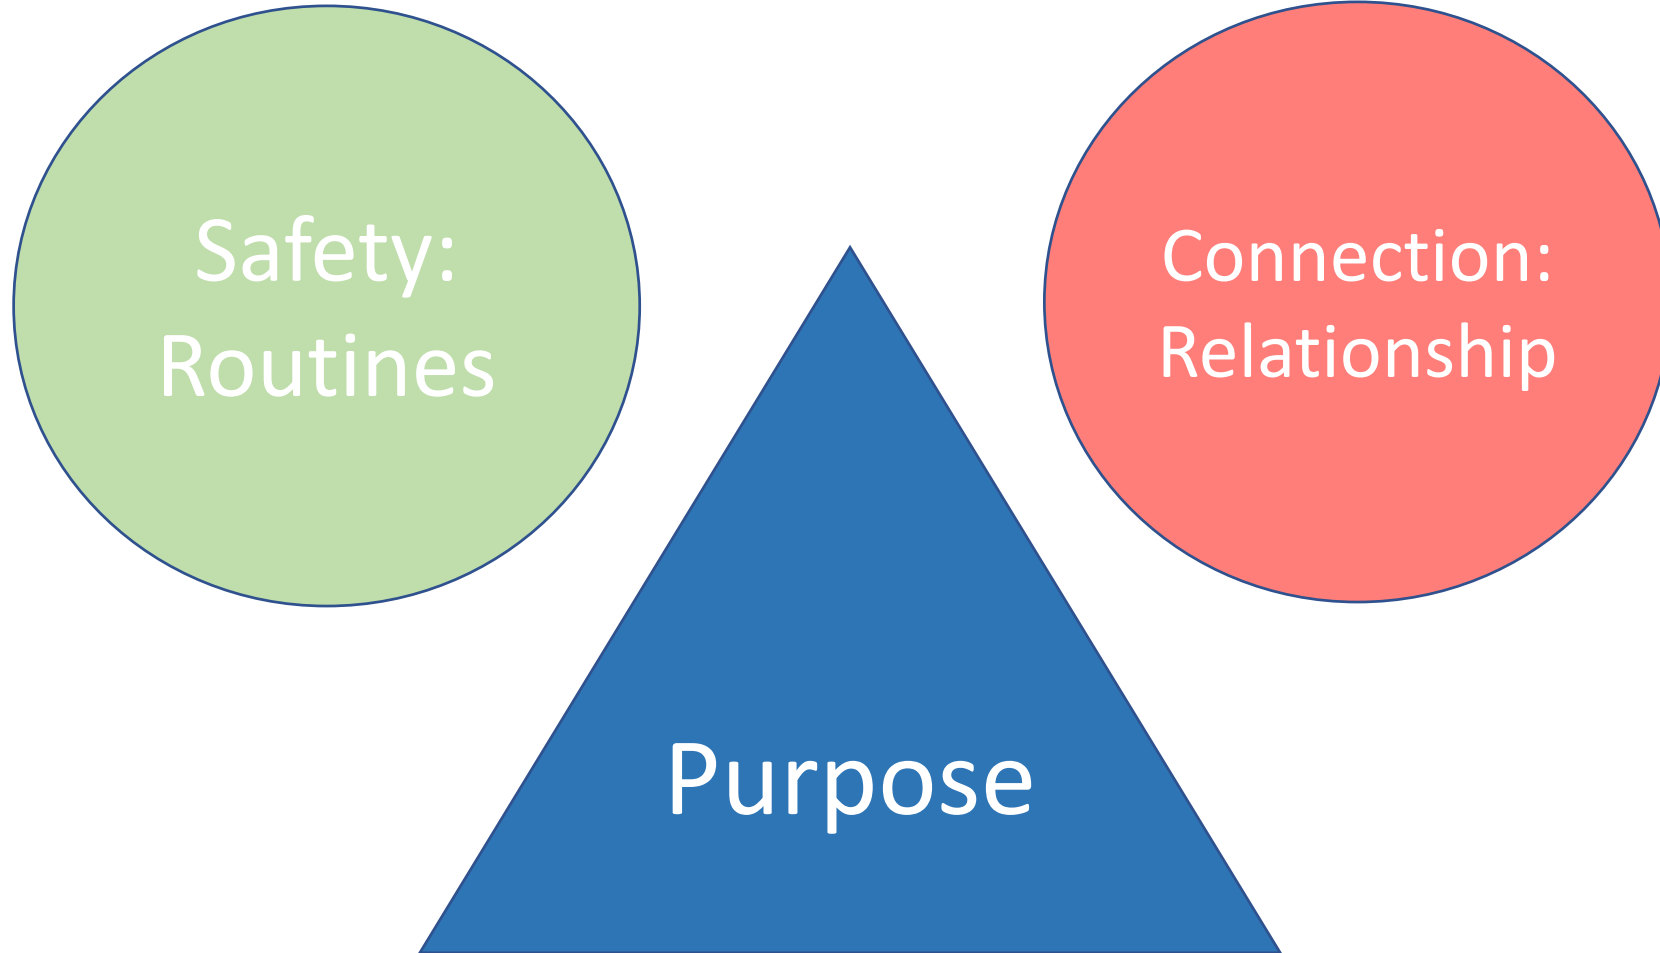 Safety:
Routines
Connection:
Relationship
Purpose